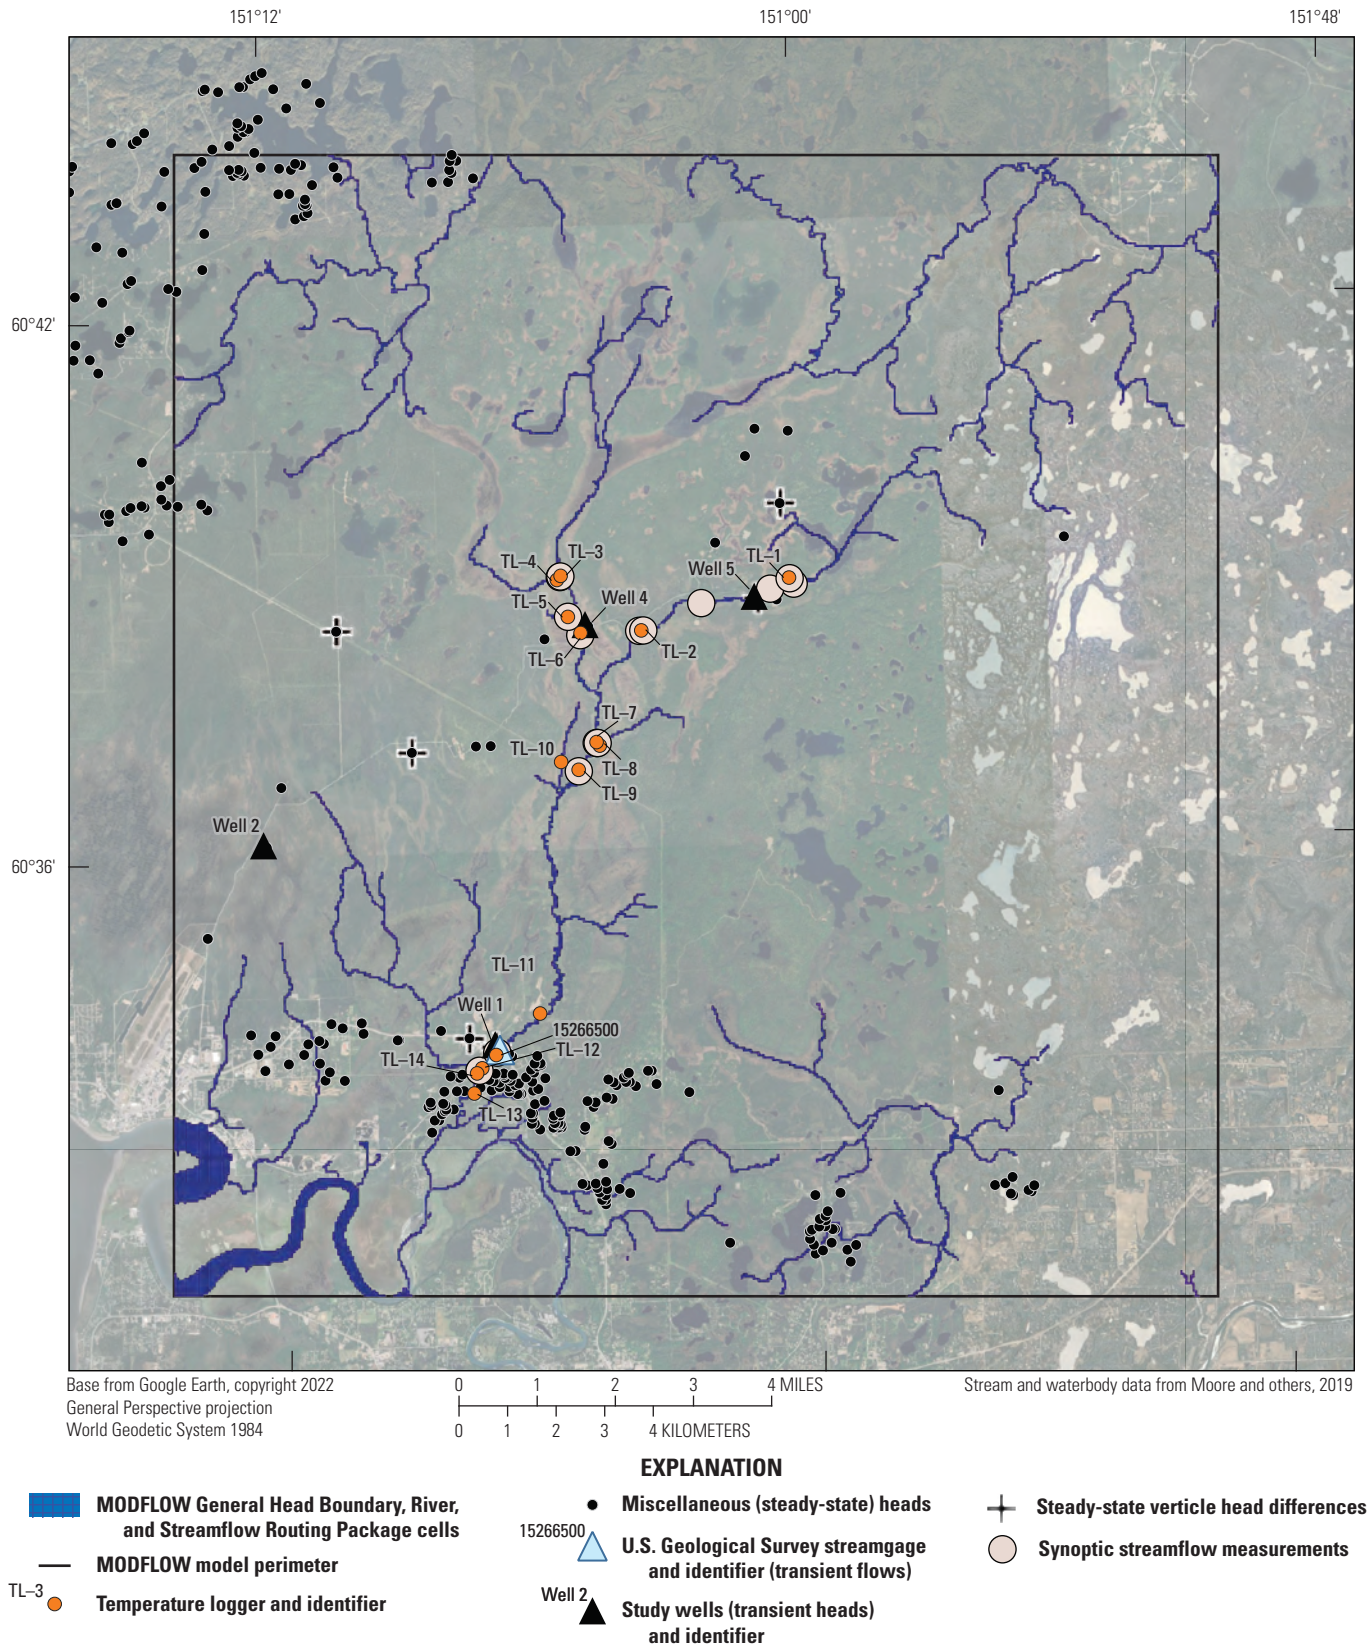 151°12'
151°00'
151°48'
60°42'
TL–4
TL–3
TL–5
Well 4
TL–6
Well 5
TL–1
TL–2
TL–7
TL–10
TL–8
TL–9
Well 2
60°36'
TL–11
Well 1
15266500
TL–12
TL–14
TL–13
Base from Google Earth, copyright 2022
General Perspective projection
World Geodetic System 1984
0 1 2 3 4 MILES
0 1 2 3 4 KILOMETERS
Stream and waterbody data from Moore and others, 2019
EXPLANATION
MODFLOW General Head Boundary, River,
and Streamflow Routing Package cells
MODFLOW model perimeter
TL–3
Temperature logger and identifier
Miscellaneous (steady-state) heads
15266500
U.S. Geological Survey streamgage
and identifier (transient flows)
Well 2
Study wells (transient heads)
and identifier
Steady-state verticle head differences
Synoptic streamflow measurements